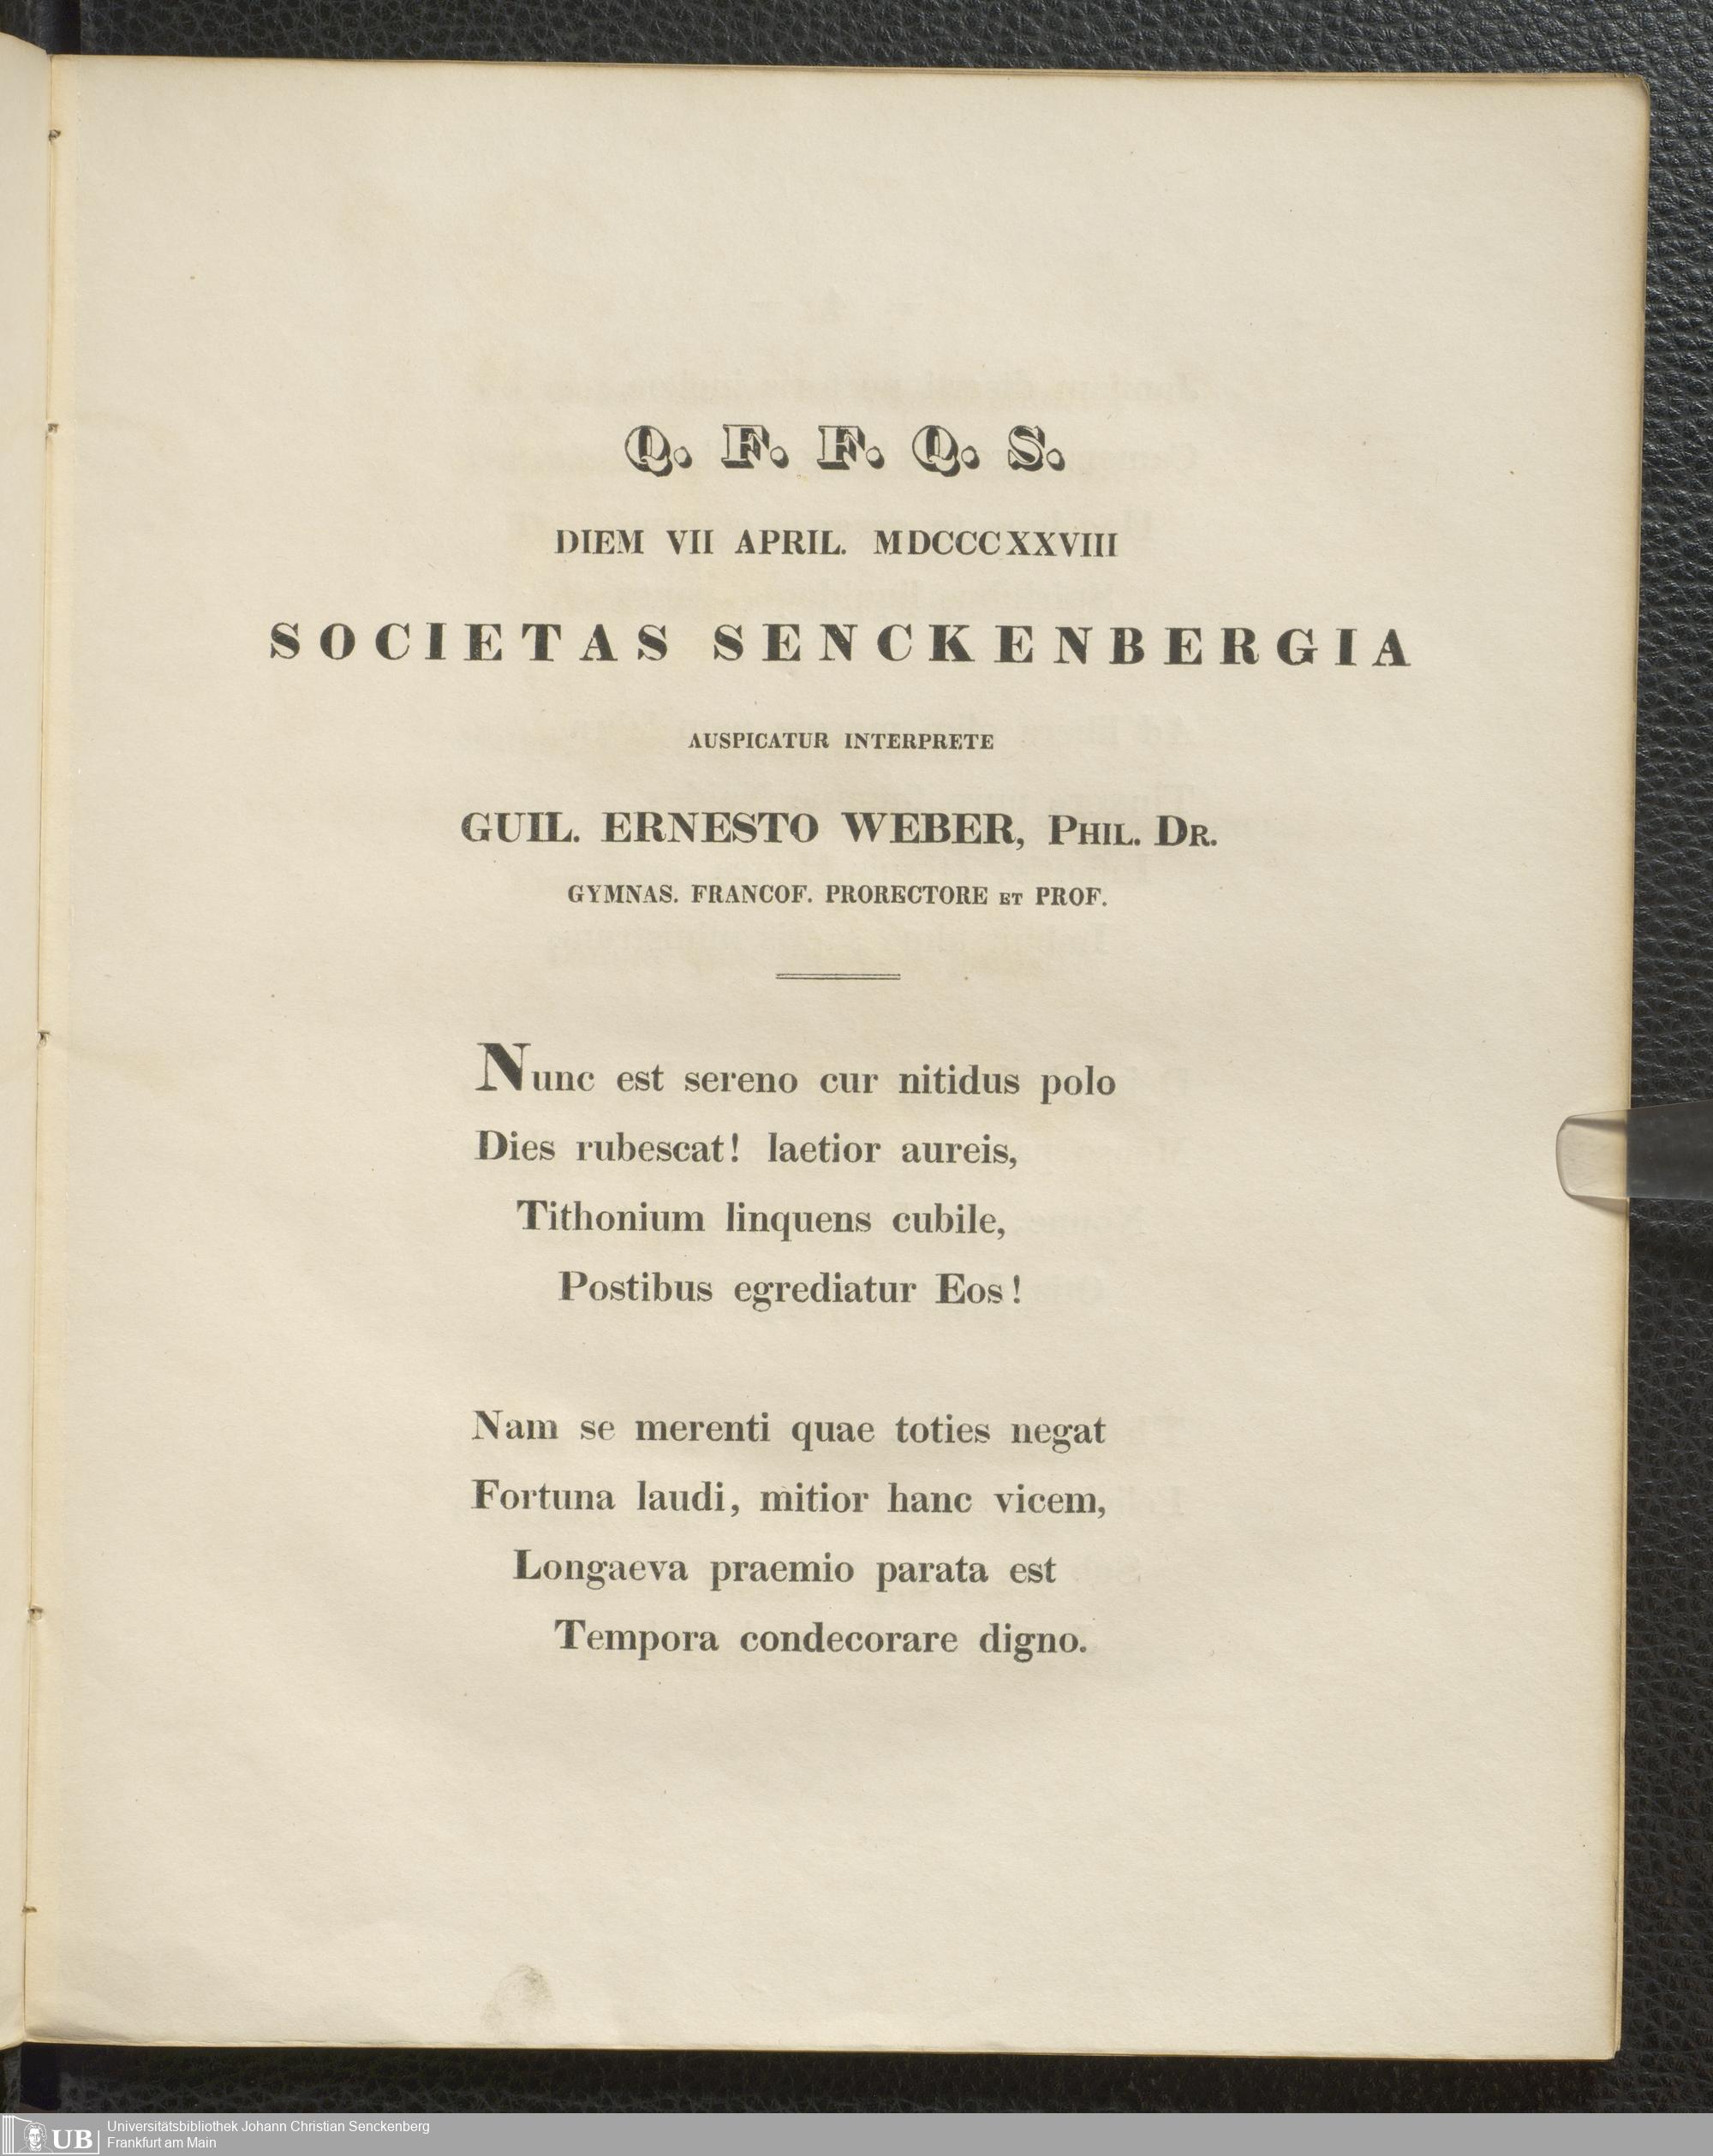 Q. F. F. Q. S.
DIEM VII APRIL. MDCCCXXVIII
SOCIETAS SENCKENBERGIA
AUSPICATUR INTERPRETE
GUIL. ERNESTO WEBER, PHIL. DR.
GYMNAS. FRANCOF. PRORECTORE ET PROF.
Nunc est sereno cur nitidus polo
Dies rubescat! laetior aureis,
Tithonium linquens cubile,
Postibus egrediatur Eos!
Nam se merenti quae toties negat
Fortuna laudi, mitior hanc vicem,
Longaeva praemio parata est
Tempora condecorare digno.
UB
Universitätsbibliothek Johann Christian Senckenberg
Frankfurt am Main